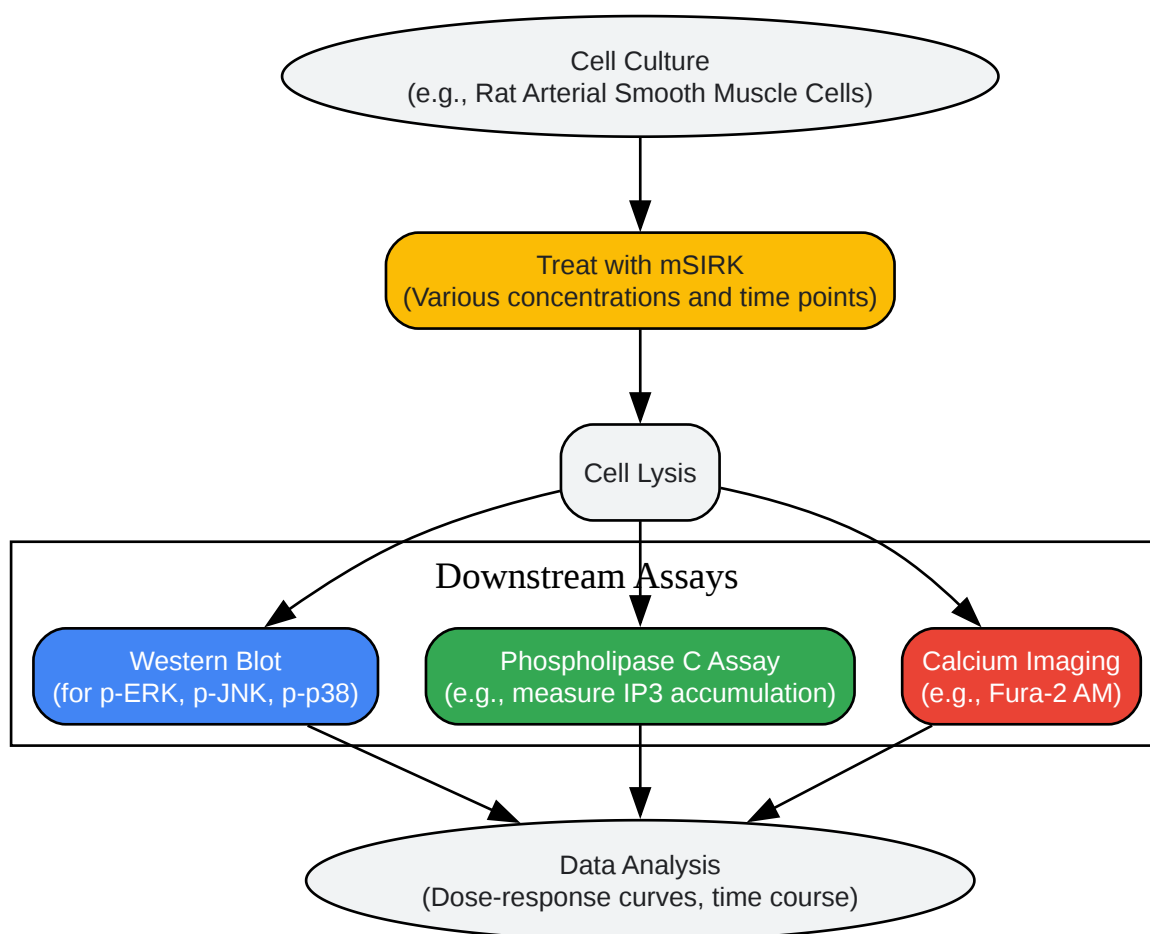 Cell Culture
(e.g., Rat Arterial Smooth Muscle Cells)
Treat with mSIRK
(Various concentrations and time points)
Cell Lysis
Downstream Assays
Western Blot
(for p-ERK, p-JNK, p-p38)
Phospholipase C Assay
(e.g., measure IP3 accumulation)
Calcium Imaging
(e.g., Fura-2 AM)
Data Analysis
(Dose-response curves, time course)